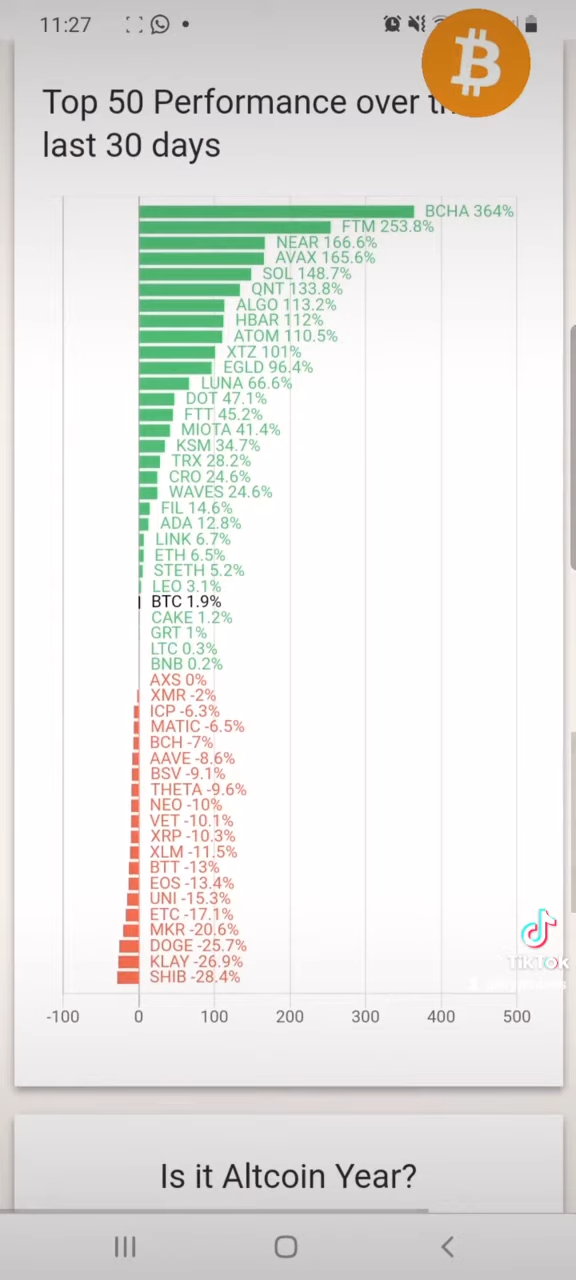 11:27
Top 50 Performance over
last 30 days
BCHA 364%
FTM 253.8%
NEAR 166.6%
AVAX 165.6%
SOL 148.7%
QNT 133.8%
ALGO 113.2%
HBAR 112%
ATOM 110.5%
XTZ 101%
EGLD 96.4%
LUNA 66.6%
DOT 47.1%
FTT 45.2%
MIOTA 41.4%
KSM 34.7%
TRX 28.2%
CRO 24.6%
WAVES 24.6%
FIL 14.6%
ADA 12.8%
LINK 6.7%
ETH 6.5%
STETH 5.2%
LEO 3.1%
BTC 1.9%
CAKE 1.2%
GRT 1%
LTC 0.3%
BNB 0.2%
AXS 0%
XMR -2%
ICP -6.3%
MATIC -6.5%
BCH -7%
AAVE -8.6%
BSV -9.1%
THETA -9.6%
NEO -10%
VET -10.1%
XRP -10.3%
XLM -11.5%
BTT -13%
EOS -13.4%
UNI -15.3%
ETC -17.1%
MKR -20.6%
DOGE -25.7%
KLAY -26.9%
SHIB -28.4%
TikTok
-100 0 100 200 300 400 500
Is it Altcoin Year?